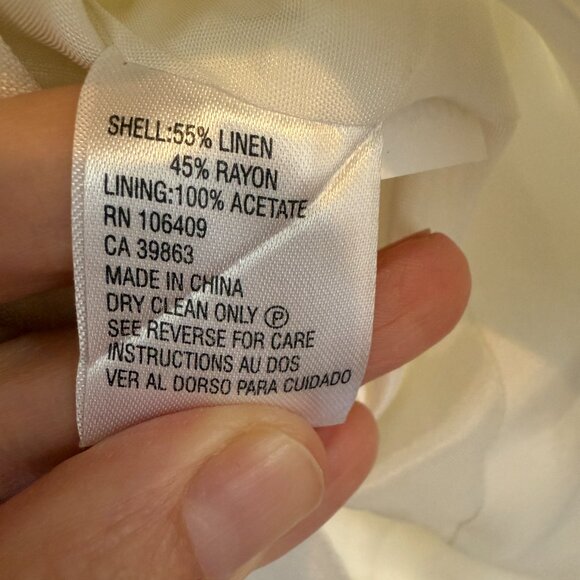 SHELL:55% LINEN
45% RAYON
LINING:100% ACETATE
RN 106409
CA 39863
MADE IN CHINA
DRY CLEAN ONLY Ⓟ
SEE REVERSE FOR CARE
INSTRUCTIONS AU DOS
VER AL DORSO PARA CUIDADO